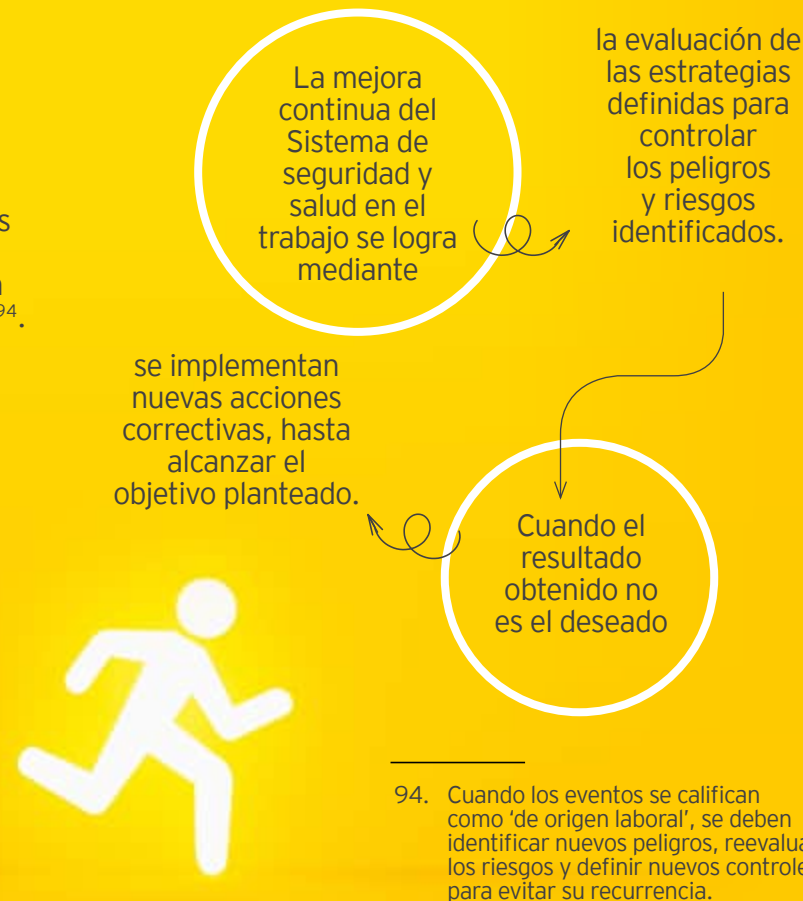 La mejora
continua del
Sistema de
seguridad y
salud en el
trabajo se logra
mediante
la evaluación de
las estrategias
definidas para
controlar
los peligros
y riesgos
identificados.
94.
Cuando el
resultado
obtenido no
es el deseado
se implementan
nuevas acciones
correctivas, hasta
alcanzar el
objetivo planteado.
94. Cuando los eventos se califican
como ‘de origen laboral’, se deben
identificar nuevos peligros, reevalua
los riesgos y definir nuevos controle
para evitar su recurrencia.